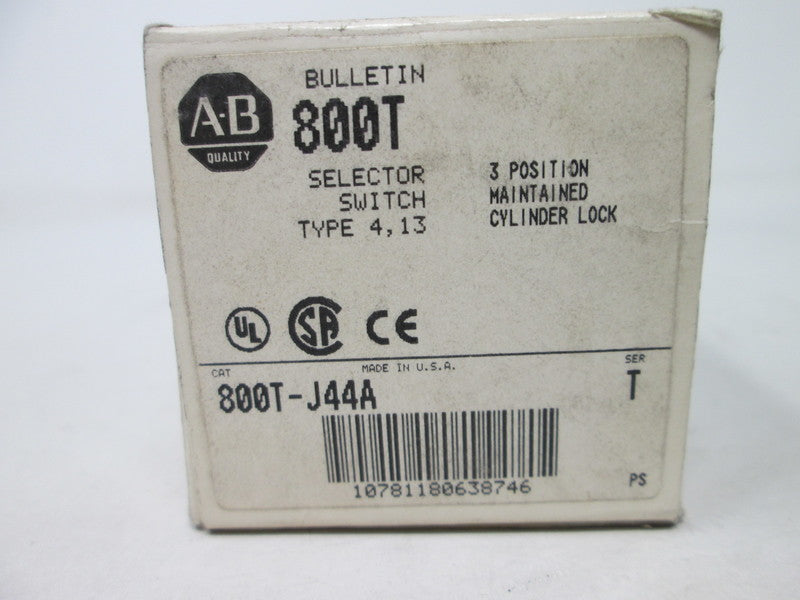 A·B
QUALITY
BULLETIN
800T
SELECTOR
SWITCH
TYPE 4,13
3 POSITION
MAINTAINED
CYLINDER LOCK
UL
SA
CE
CAT
MADE IN U.S.A.
SER
800T-J44A
T
10781180638746
PS